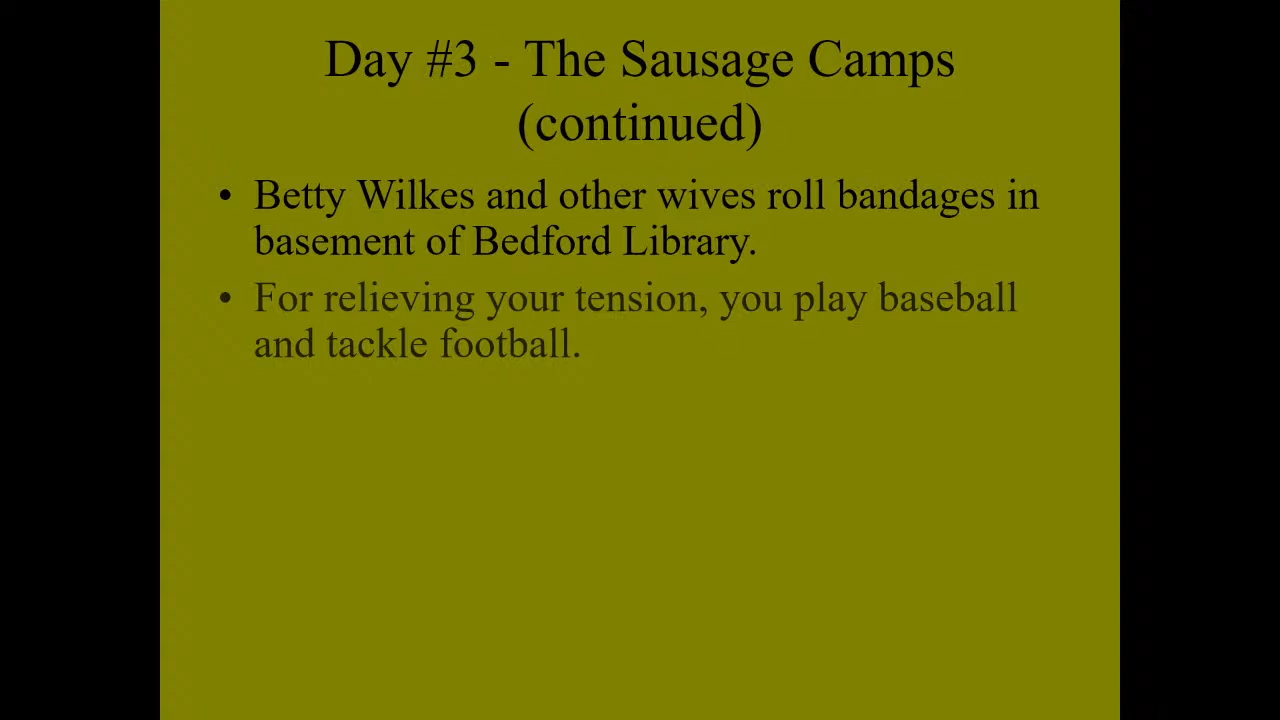 Day #3 - The Sausage Camps
(continued)
• Betty Wilkes and other wives roll bandages in
basement of Bedford Library.
• For relieving your tension, you play baseball
and tackle football.